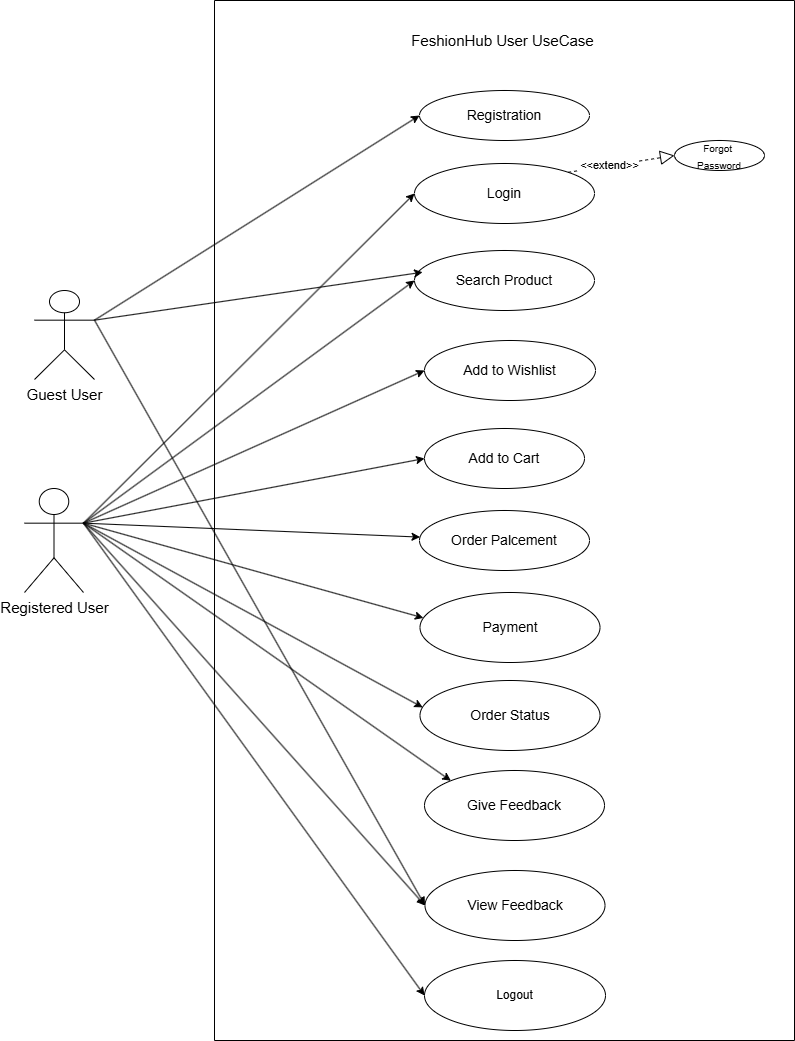 FeshionHub User UseCase
Registration
Forgot
Password
<<extend>>
Login
Search Product
Guest User
Add to Wishlist
Add to Cart
Order Palcement
Registered User
Payment
Order Status
Give Feedback
View Feedback
Logout